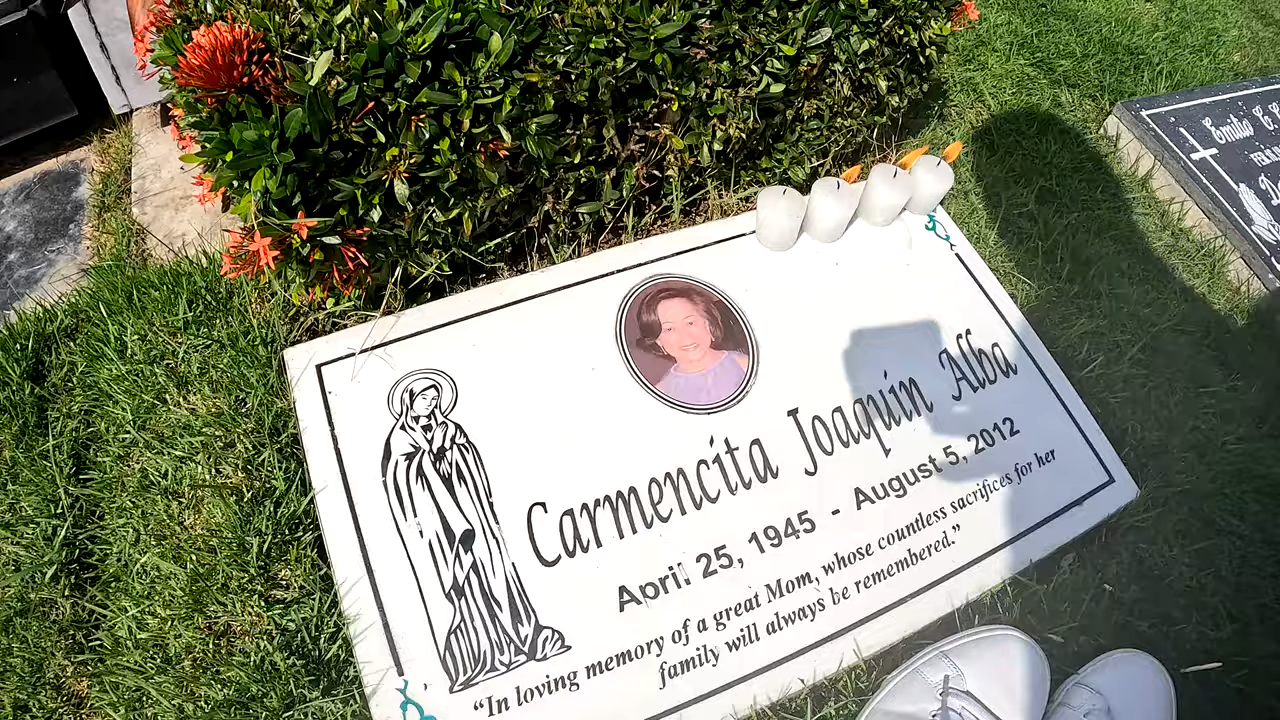 Carmencita Joaquin Alba
April 25, 1945 - August 5, 2012
"In loving memory of a great Mom, whose countless sacrifices for her
family will always be remembered."
Emilio C